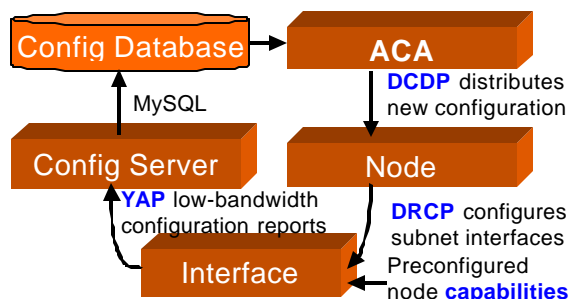 Config Database
ACA
DCDP distributes
new configuration
MySQL
Config Server
Node
YAP low-bandwidth
configuration reports
DRCP configures
subnet interfaces
Interface
Preconfigured
node capabilities